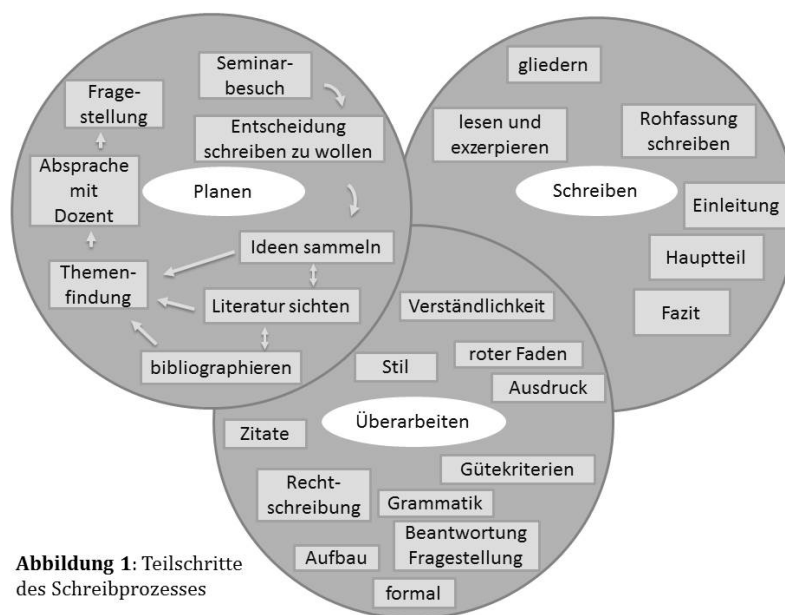 Seminar-
besuch
Frage-
stellung
Entscheidung
schreiben zu wollen
Absprache
mit
Dozent
Planen
Ideen sammeln
Themen-
findung
Literatur sichten
bibliographieren
gliedern
lesen und
exzerpieren
Rohfassung
schreiben
Schreiben
Einleitung
Hauptteil
Fazit
Verständlichkeit
roter Faden
Stil
Ausdruck
Überarbeiten
Zitate
Gütekriterien
Recht-
schreibung
Grammatik
Beantwortung
Fragestellung
Aufbau
formal
Abbildung 1: Teilschritte
des Schreibprozesses